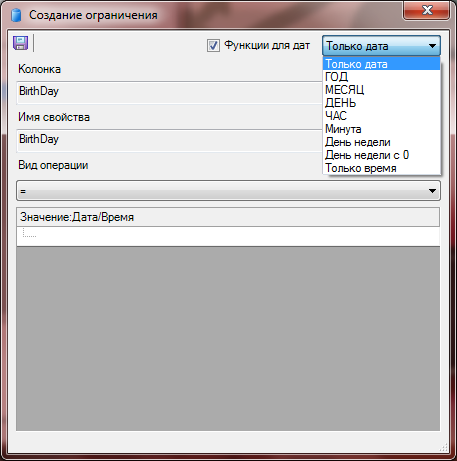 Создание ограничения
Функции для дат
Только дата
Только дата
ГОД
МЕСЯЦ
ДЕНЬ
ЧАС
Минута
День недели
День недели с 0
Только время
Колонка
BirthDay
Имя свойства
BirthDay
Вид операции
=
Значение:Дата/Время